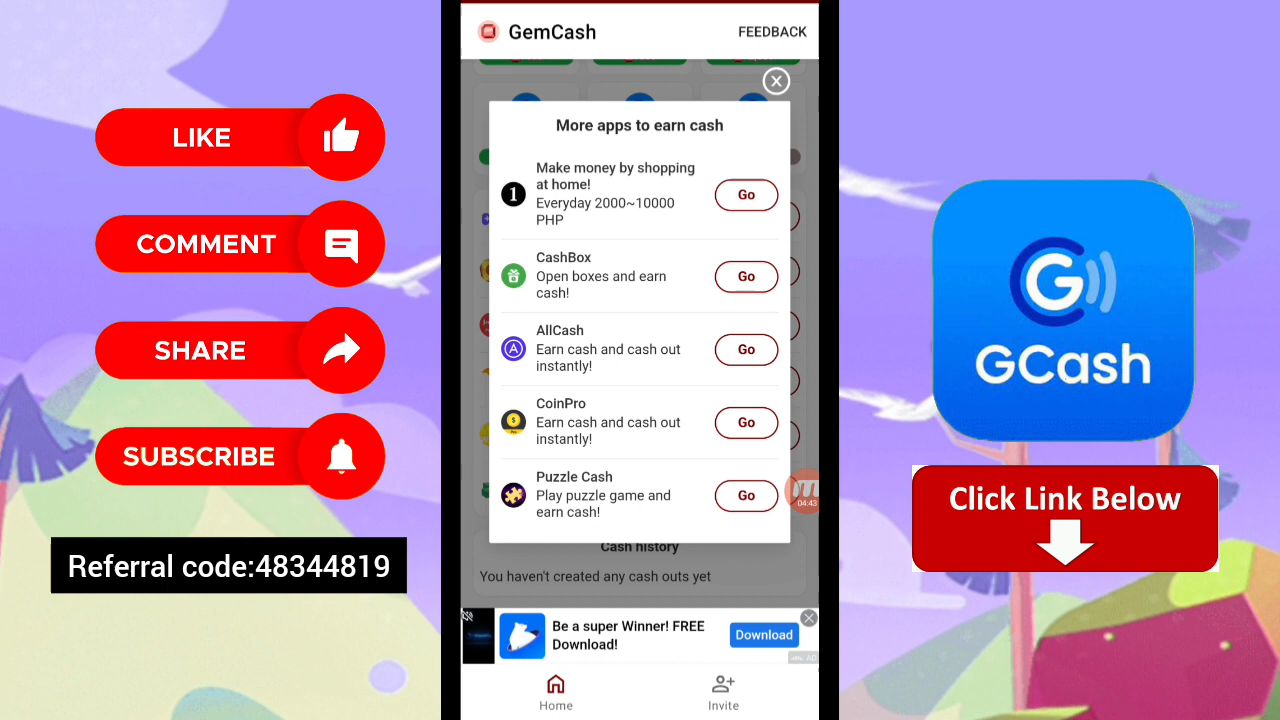 LIKE
COMMENT
SHARE
SUBSCRIBE
Referral code:48344819
GemCash
FEEDBACK
More apps to earn cash
1
Make money by shopping
at home!
Everyday 2000~10000
PHP
Go
CashBox
Open boxes and earn
cash!
Go
AllCash
Earn cash and cash out
instantly!
Go
CoinPro
Earn cash and cash out
instantly!
Go
Puzzle Cash
Play puzzle game and
earn cash!
Go
04:43
Cash history
You haven't created any cash outs yet
Be a super Winner! FREE
Download!
Download
AD
Home
Invite
G
GCash
Click Link Below